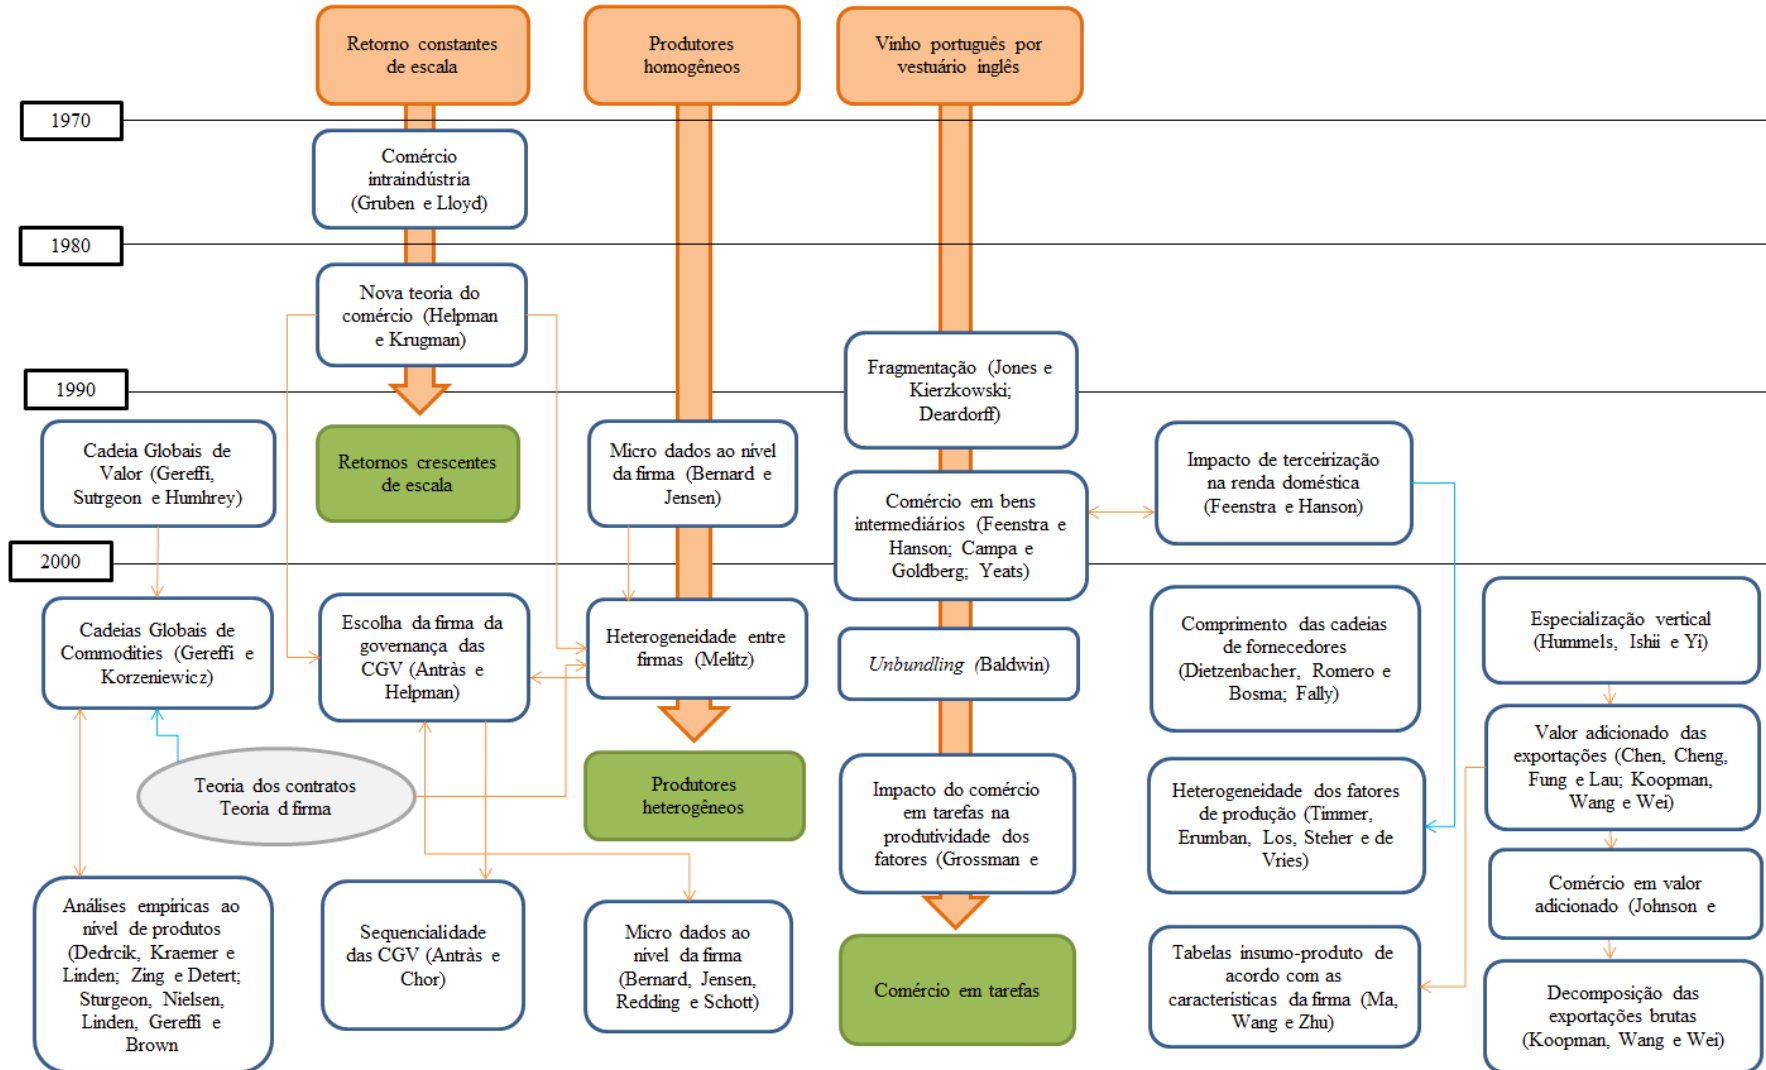 Retorno constantes
de escala
Produtores
homogêneos
Vinho português por
vestuário inglês
1970
Comércio
intraindústria
(Gruben e Lloyd)
1980
Nova teoria do
comércio (Helpman
e Krugman)
Fragmentação (Jones e
Kierzkowski;
Deardorff)
1990
Cadeia Globais de
Valor (Gereffi,
Sutrgeon e Humhrey)
Retornos crescentes
de escala
Micro dados ao nível
da firma (Bernard e
Jensen)
Comércio em bens
intermediários (Feenstra e
Hanson; Campa e
Goldberg; Yeats)
Impacto de terceirização
na renda doméstica
(Feenstra e Hanson)
2000
Cadeias Globais de
Commodities (Gereffi e
Korzeniewicz)
Escolha da firma da
governança das
CGV (Antràs e
Helpman)
Heterogeneidade entre
firmas (Melitz)
Unbundling (Baldwin)
Comprimento das cadeias
de fornecedores
(Dietzenbacher, Romero e
Bosma; Fally)
Especialização vertical
(Hummels, Ishii e Yi)
Teoria dos contratos
Teoria d firma
Produtores
heterogêneos
Impacto do comércio
em tarefas na
produtividade dos
fatores (Grossman e
Heterogeneidade dos fatores
de produção (Timmer,
Erumban, Los, Steher e de
Vries)
Valor adicionado das
exportações (Chen, Cheng,
Fung e Lau; Koopman,
Wang e Wei)
Comércio em valor
adicionado (Johnson e
Análises empíricas ao
nível de produtos
(Dedrcik, Kraemer e
Linden; Zing e Detert;
Sturgeon, Nielsen,
Linden, Gereffi e
Brown
Sequencialidade
das CGV (Antràs e
Chor)
Micro dados ao
nível da firma
(Bernard, Jensen,
Redding e Schott)
Comércio em tarefas
Tabelas insumo-produto de
acordo com as
características da firma (Ma,
Wang e Zhu)
Decomposição das
exportações brutas
(Koopman, Wang e Wei)